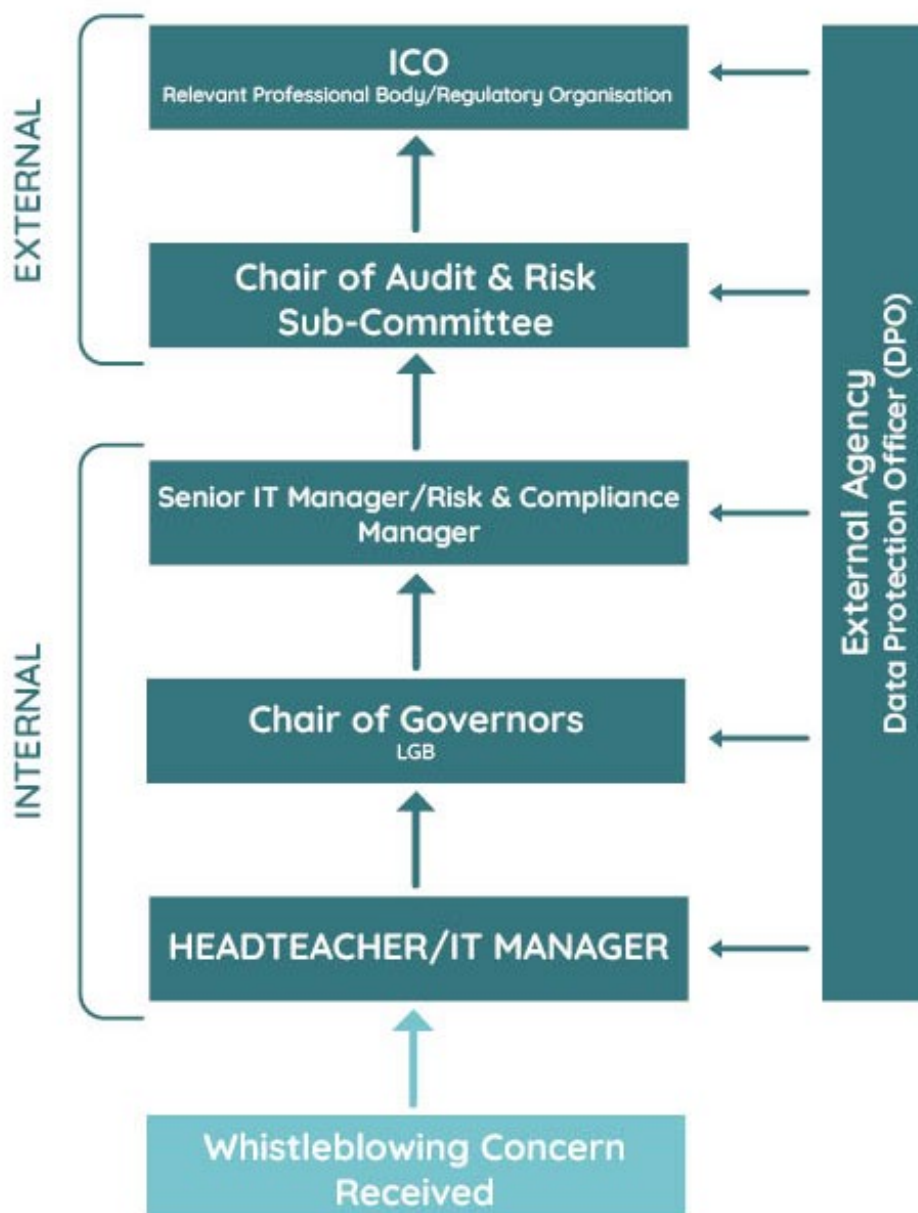 EXTERNAL
ICO
Relevant Professional Body/Regulatory Organisation
Chair of Audit & Risk
Sub-Committee
INTERNAL
Senior IT Manager/Risk & Compliance
Manager
Chair of Governors
LGB
HEADTEACHER/IT MANAGER
Whistleblowing Concern
Received
External Agency
Data Protection Officer (DPO)